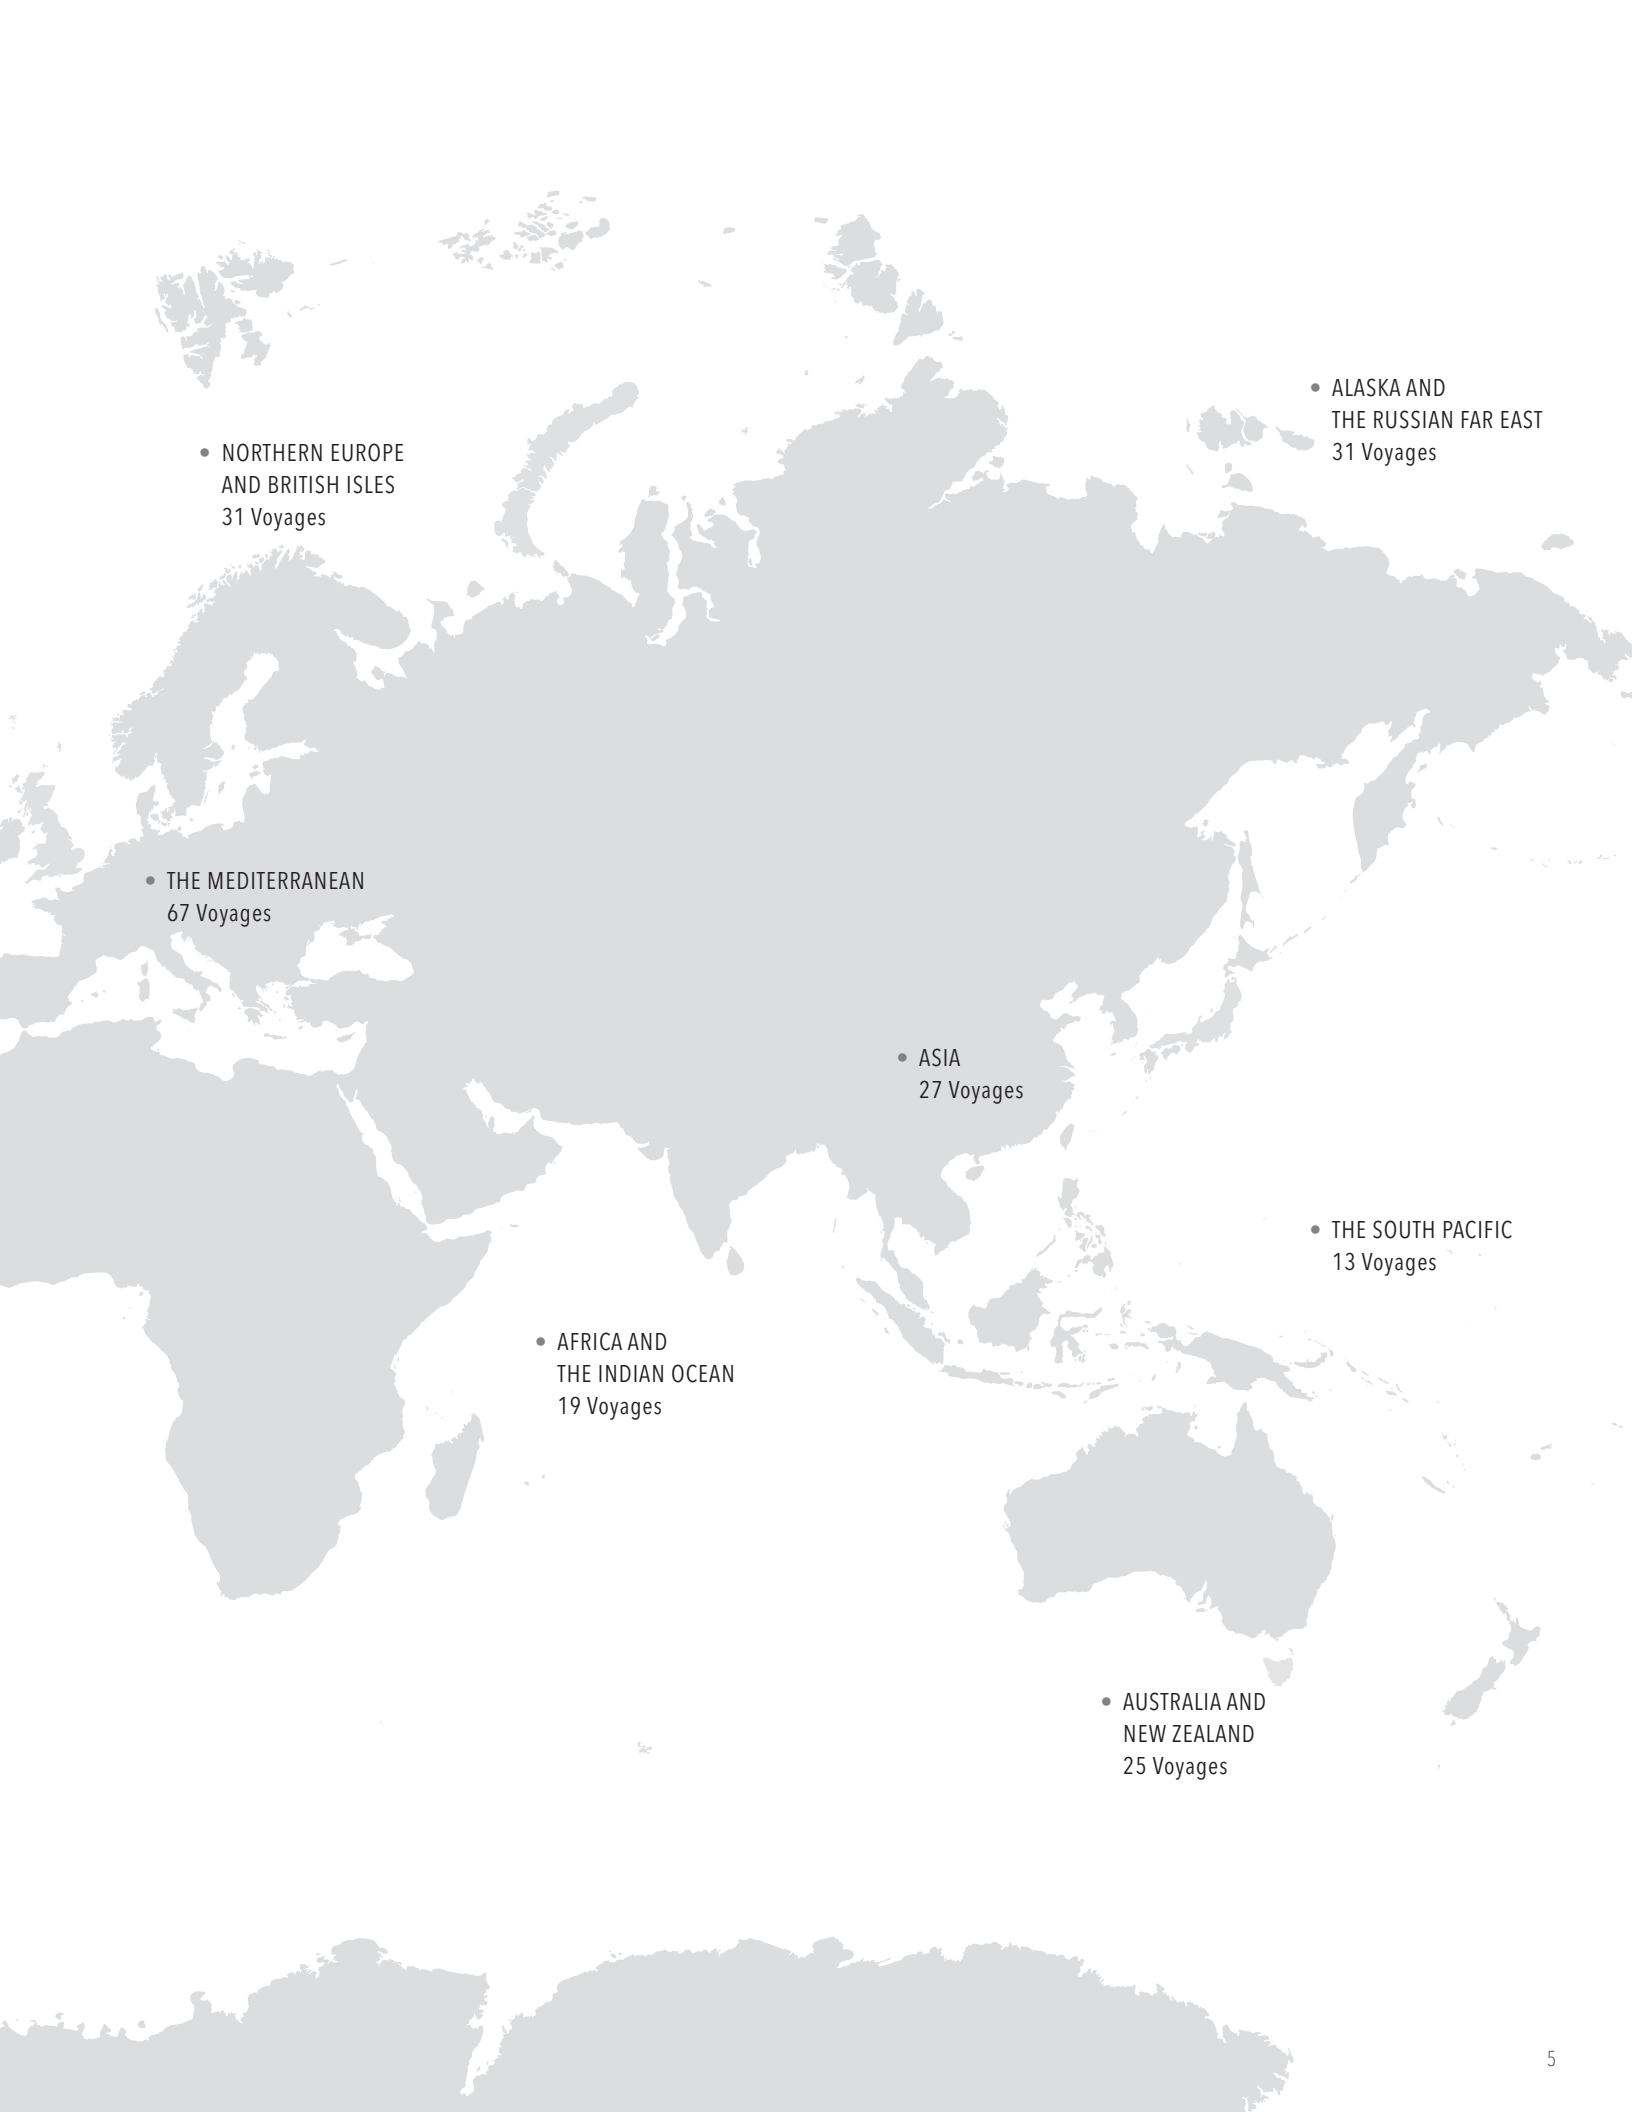 ALASKA AND
THE RUSSIAN FAR EAST
31 Voyages
NORTHERN EUROPE
AND BRITISH ISLES
31 Voyages
THE MEDITERRANEAN
67 Voyages
ASIA
27 Voyages
THE SOUTH PACIFIC
13 Voyages
AFRICA AND
THE INDIAN OCEAN
19 Voyages
AUSTRALIA AND
NEW ZEALAND
25 Voyages
5